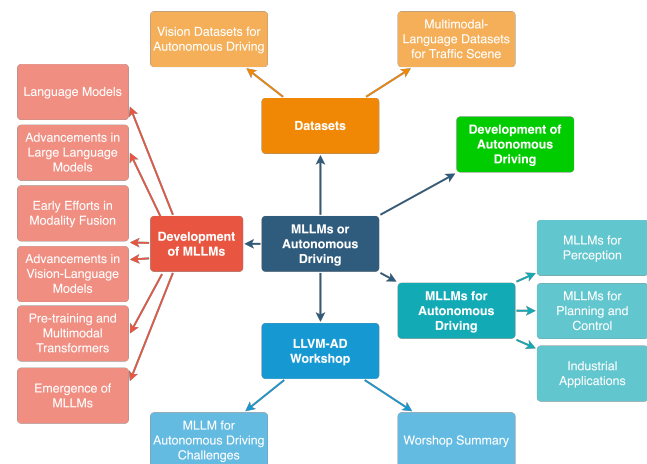 Vision Datasets for
Autonomous Driving
Multimodal-
Language Datasets
for Traffic Scene
Language Models
Datasets
Development of
Autonomous
Driving
Advancements in
Large Language
Models
Early Efforts in
Modality Fusion
Development
of MLLMs
MLLMs or
Autonomous
Driving
MLLMs for
Perception
Advancements in
Vision-Language
Models
MLLMs for
Autonomous
Driving
MLLMs for
Planning and
Control
Pre-training and
Multimodal
Transformers
LLVM-AD
Workshop
Industrial
Applications
Emergence of
MLLMs
MLLM for
Autonomous Driving
Challenges
Worshop Summary